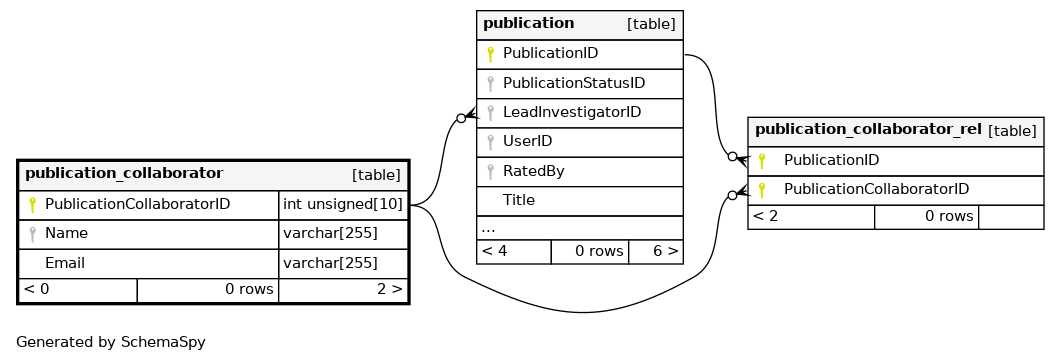 publication [table]
PublicationID
PublicationStatusID
LeadInvestigatorID
UserID
RatedBy
Title
...
< 4 0 rows 6 >
publication_collaborator_rel [table]
PublicationID
PublicationCollaboratorID
< 2 0 rows
publication_collaborator [table]
PublicationCollaboratorID int unsigned[10]
Name varchar[255]
Email varchar[255]
< 0 0 rows 2 >
Generated by SchemaSpy